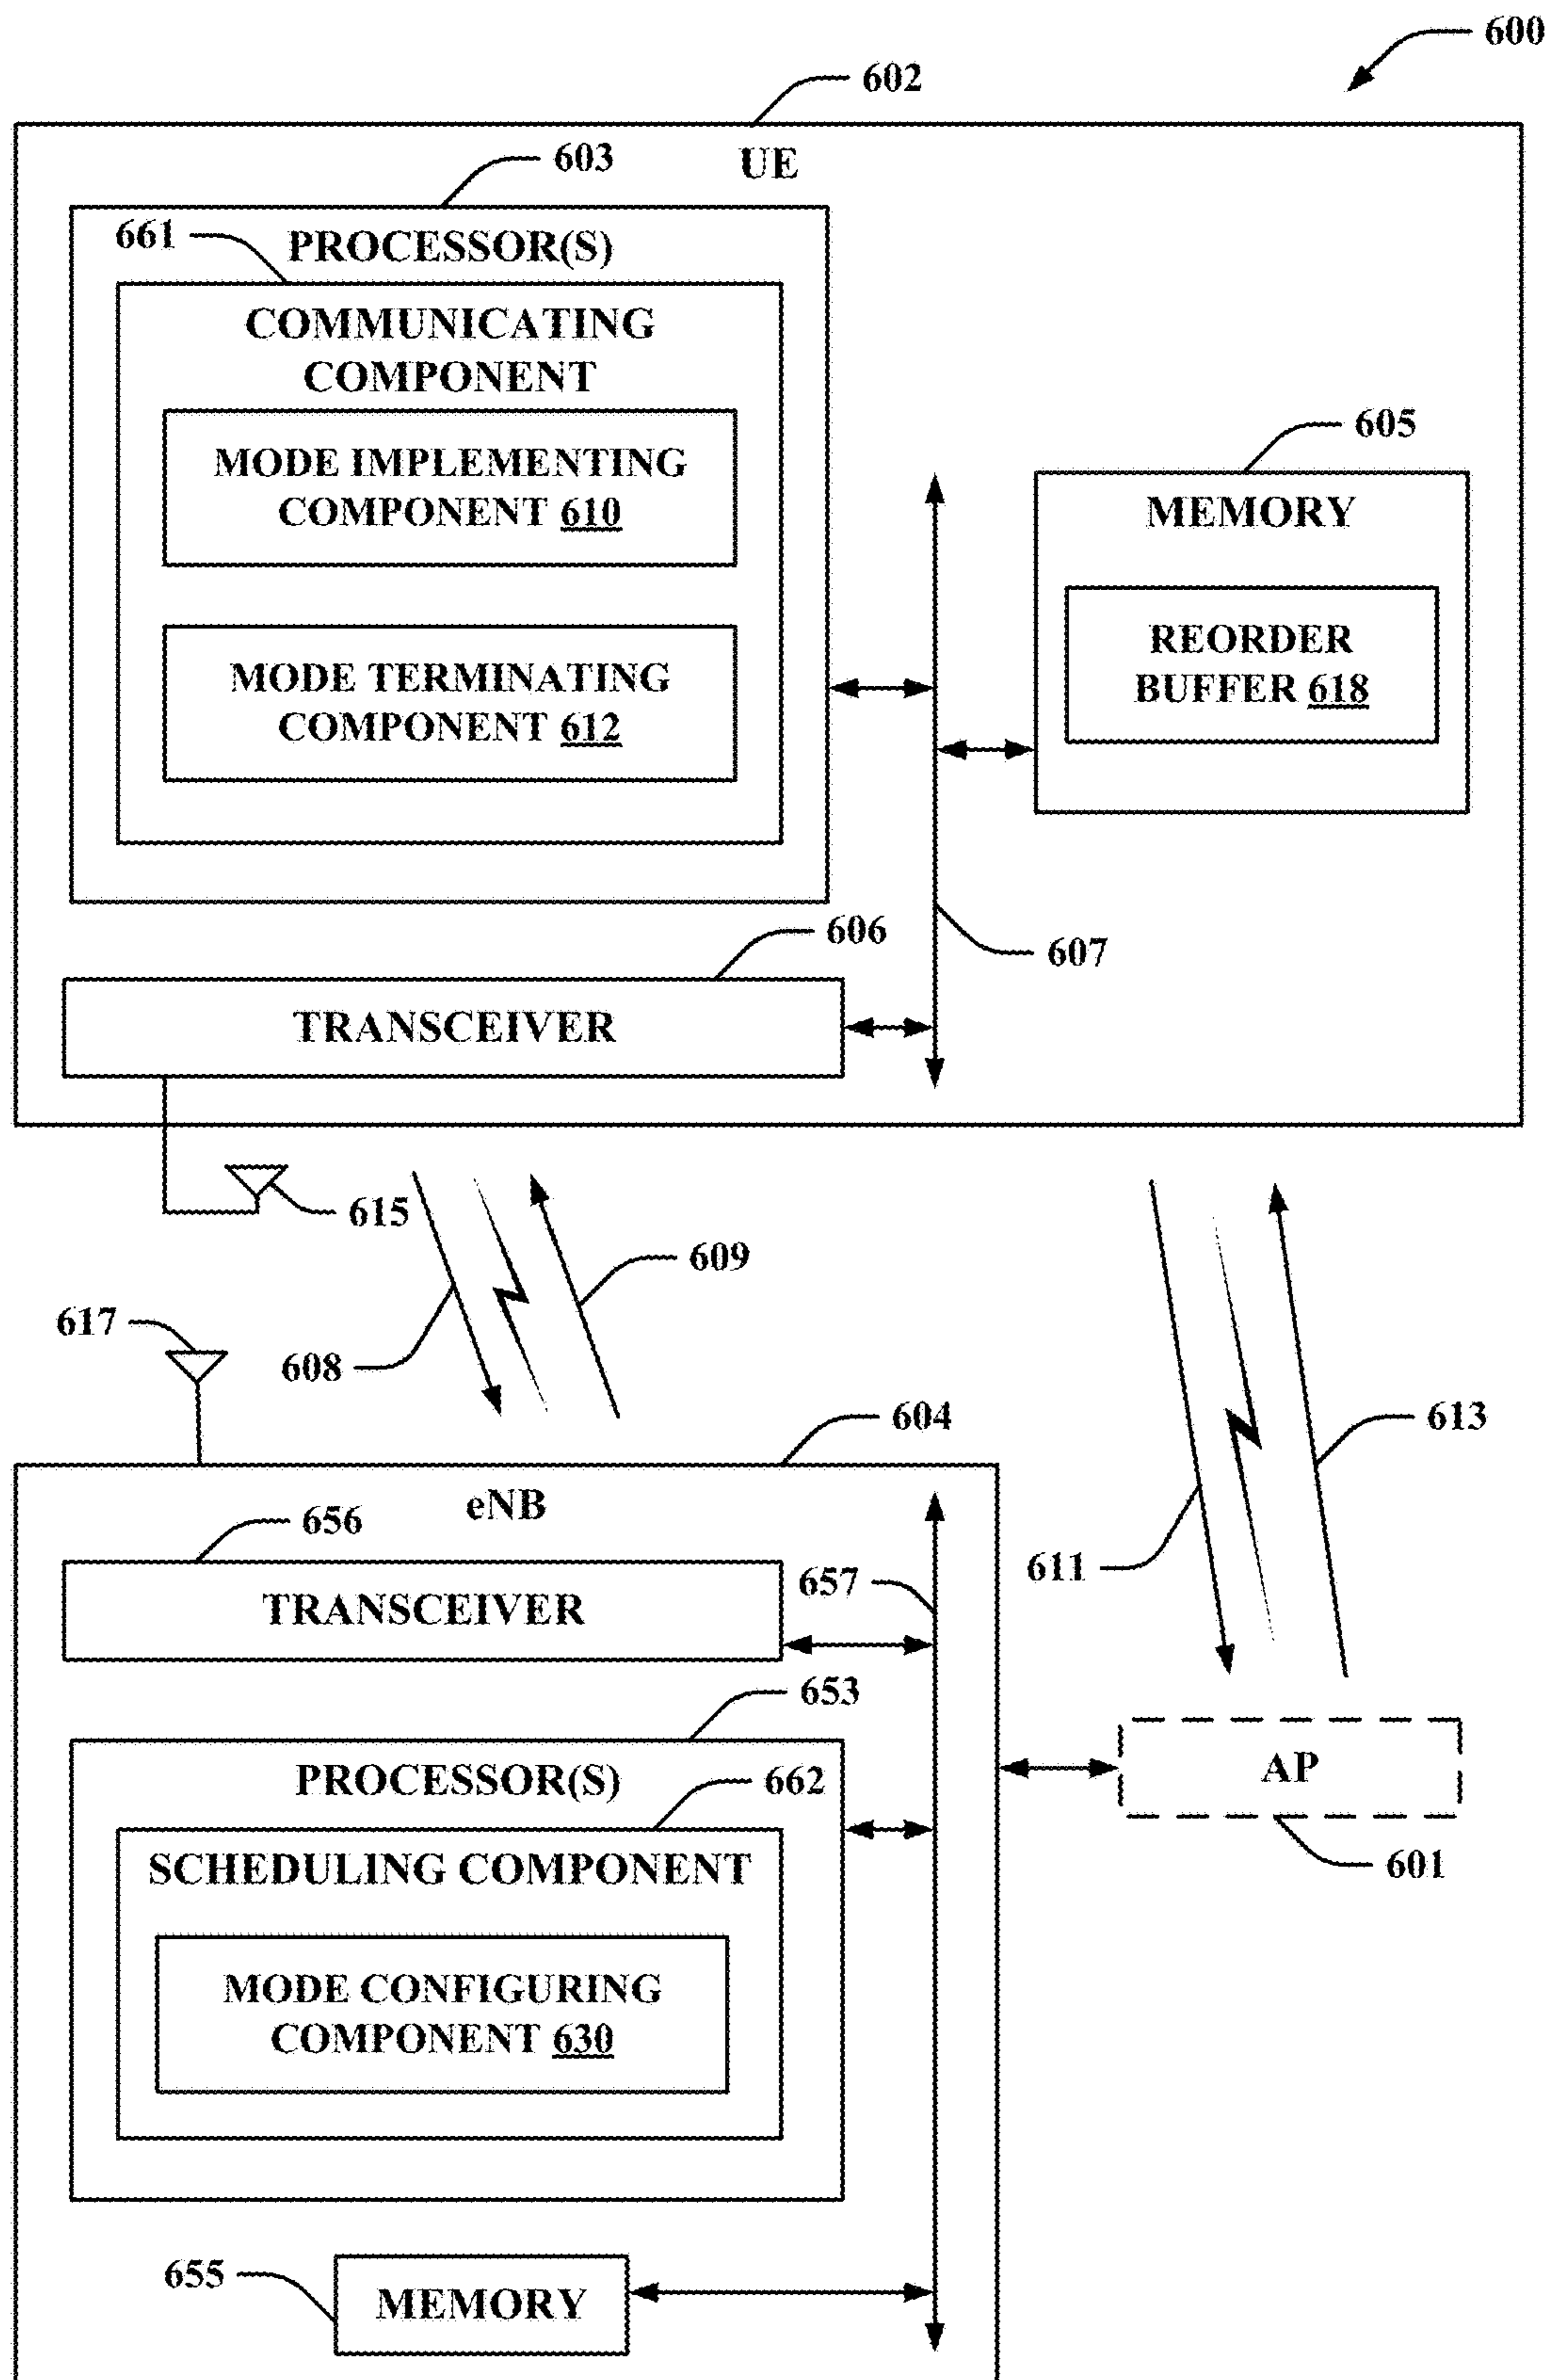 600
602
603
UE
661
PROCESSOR(S)
COMMUNICATING
COMPONENT
605
MODE IMPLEMENTING
COMPONENT 610
MEMORY
REORDER
BUFFER 618
MODE TERMINATING
COMPONENT 612
606
607
TRANSCEIVER
615
609
617
608
604
613
eNB
656
611
657
TRANSCEIVER
653
AP
PROCESSOR(S)
662
601
SCHEDULING COMPONENT
MODE CONFIGURING
COMPONENT 630
655
MEMORY